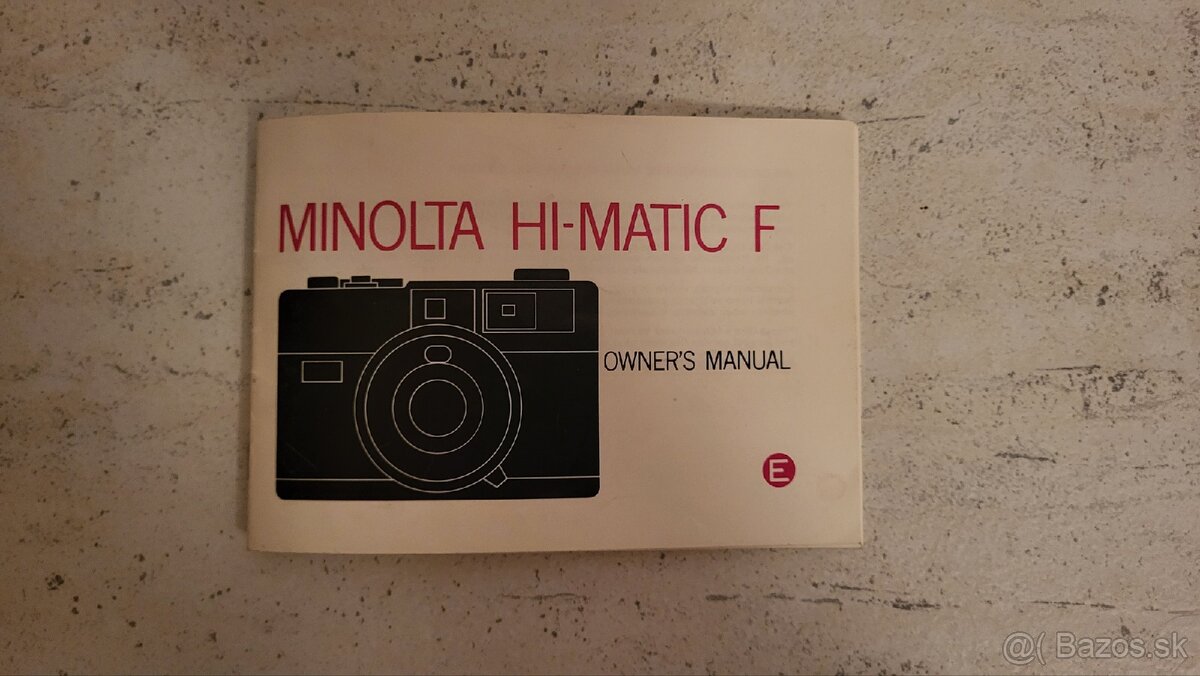 MINOLTA HI-MATIC F
OWNER'S MANUAL
E
@( Bazos.sk